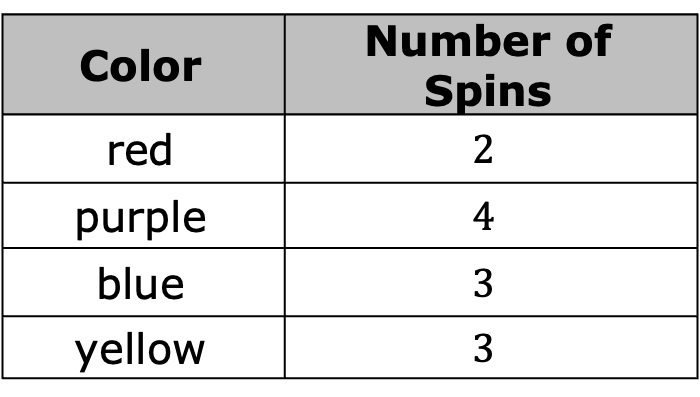 Color Number of
Spins
red 2
purple 4
blue 3
yellow 3